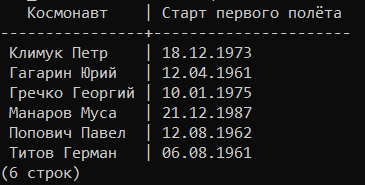 Космонавт | Старт первого полёта
----------------+---------------------
Климук Петр | 18.12.1973
Гагарин Юрий | 12.04.1961
Гречко Георгий | 10.01.1975
Манаров Муса | 21.12.1987
Попович Павел | 12.08.1962
Титов Герман | 06.08.1961
(6 строк)